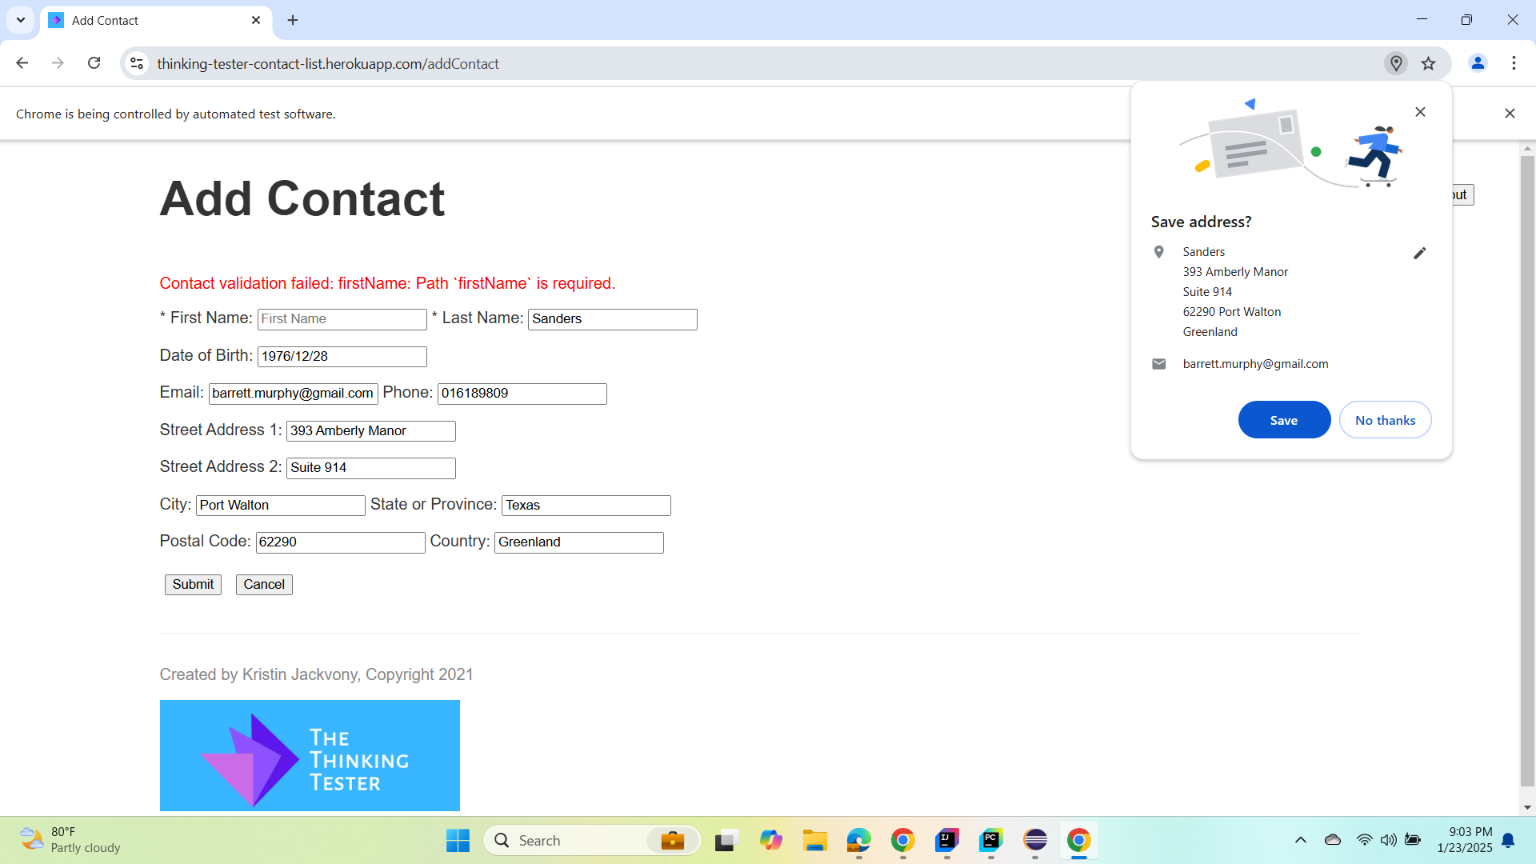 Add Contact
thinking-tester-contact-list.herokuapp.com/addContact
Chrome is being controlled by automated test software.
Save address?
Sanders
393 Amberly Manor
Suite 914
62290 Port Walton
Greenland
barrett.murphy@gmail.com
Save
No thanks
out
Add Contact
Contact validation failed: firstName: Path `firstName` is required.
* First Name: First Name * Last Name: Sanders
Date of Birth: 1976/12/28
Email: barrett.murphy@gmail.com Phone: 016189809
Street Address 1: 393 Amberly Manor
Street Address 2: Suite 914
City: Port Walton State or Province: Texas
Postal Code: 62290 Country: Greenland
Submit Cancel
Created by Kristin Jackvony, Copyright 2021
THE
THINKING
TESTER
80°F
Partly cloudy
Search
IJ
PC
9:03 PM
1/23/2025